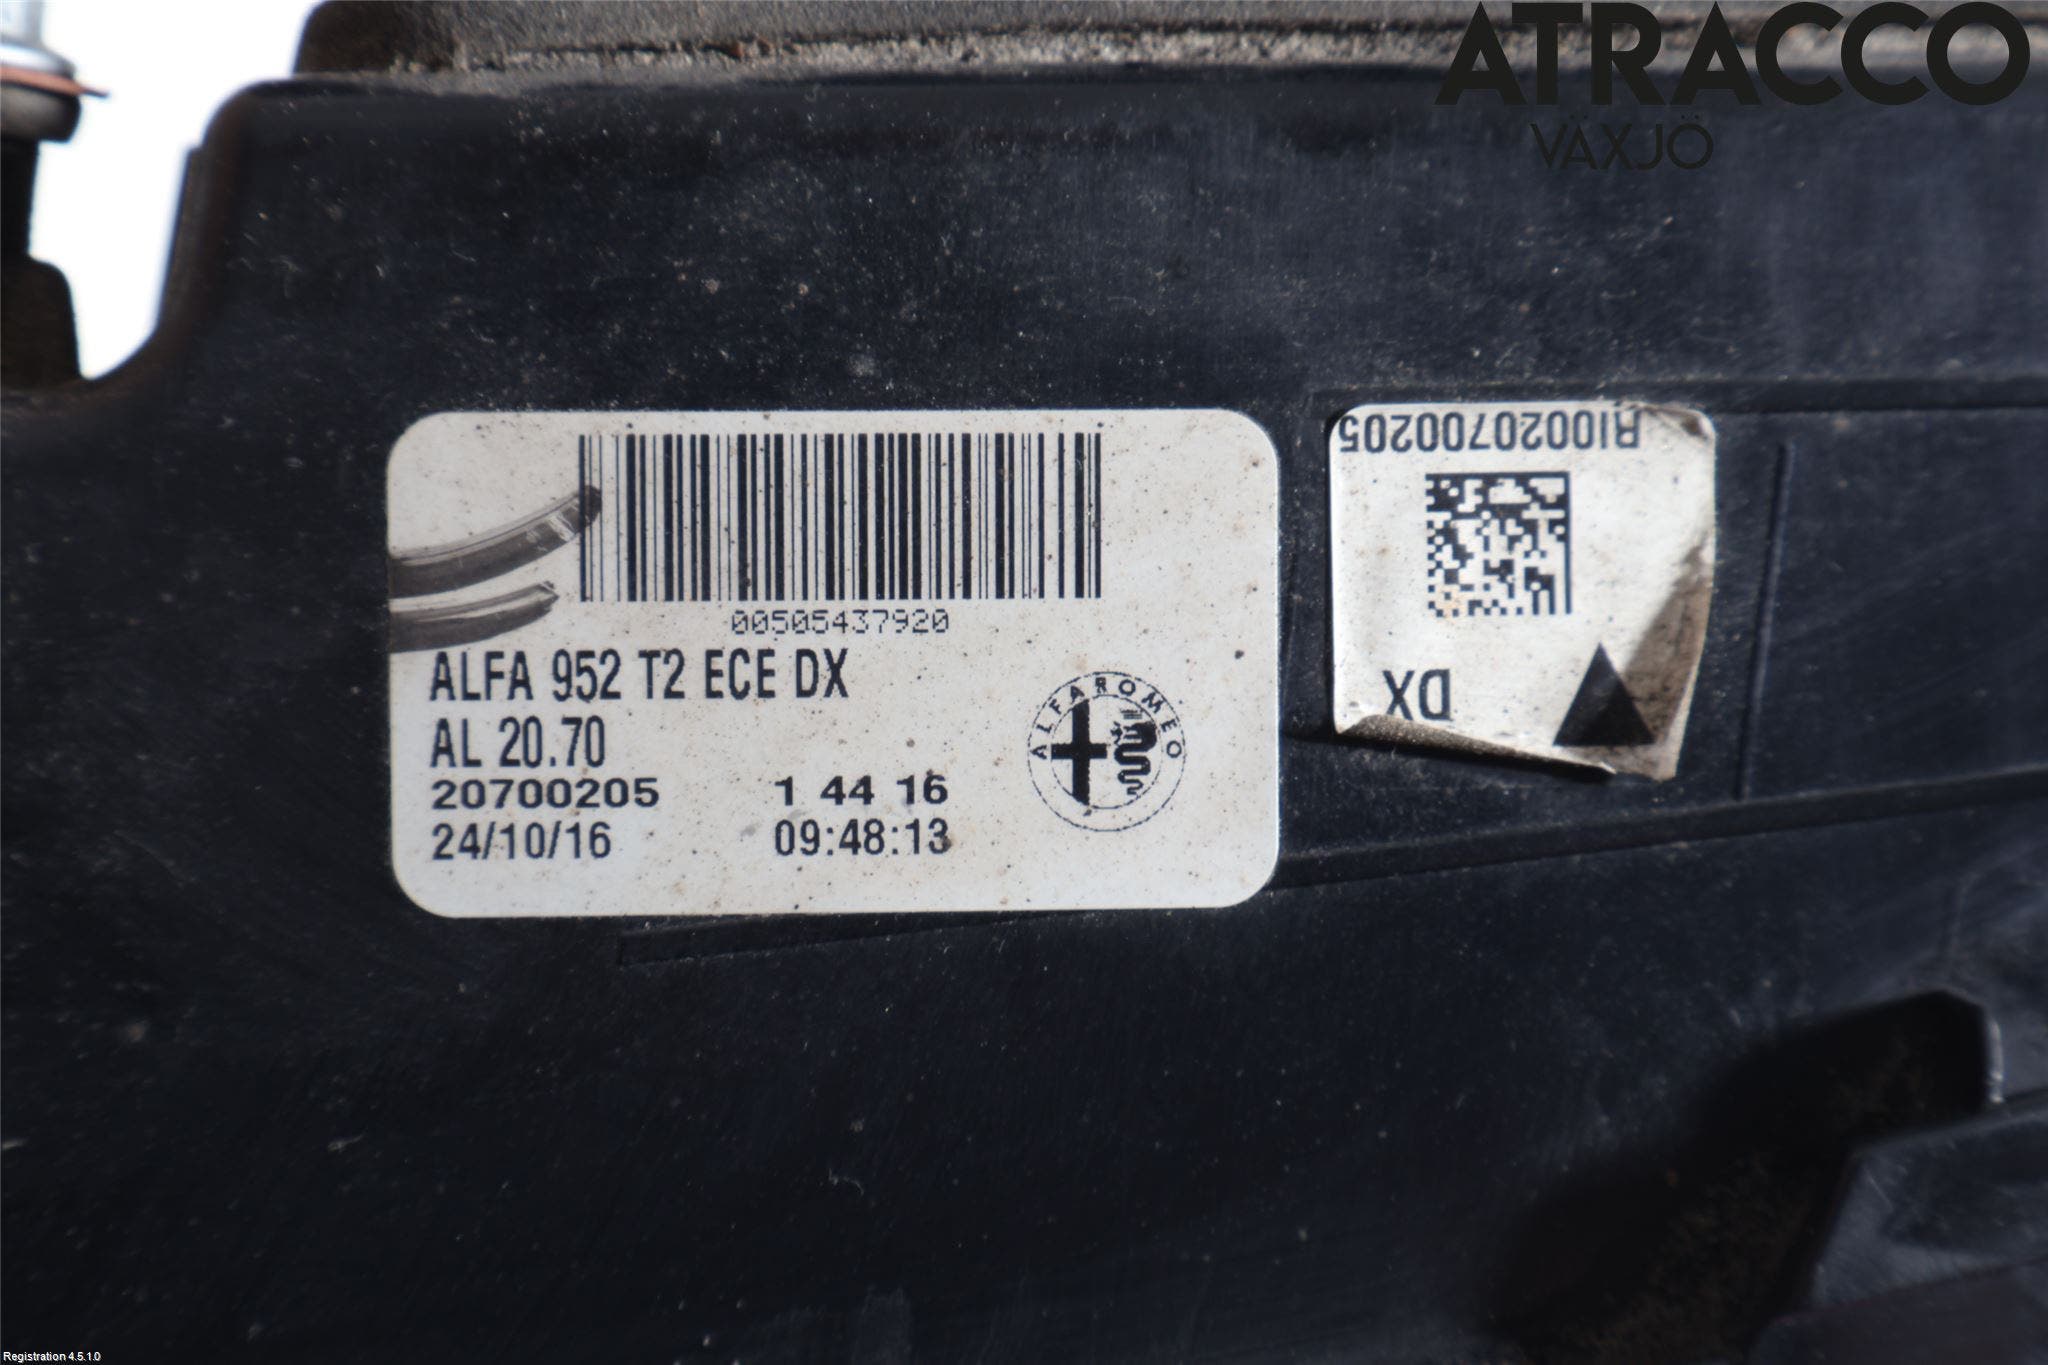 ATRACCO
VÄXJÖ
00505437920
ALFA 952 T2 ECE DX
AL 20.70
20700205 1 44 16
24/10/16 09:48:13
ALFA ROMEO
RI0020700205
DX
Registration 4.5.1.0